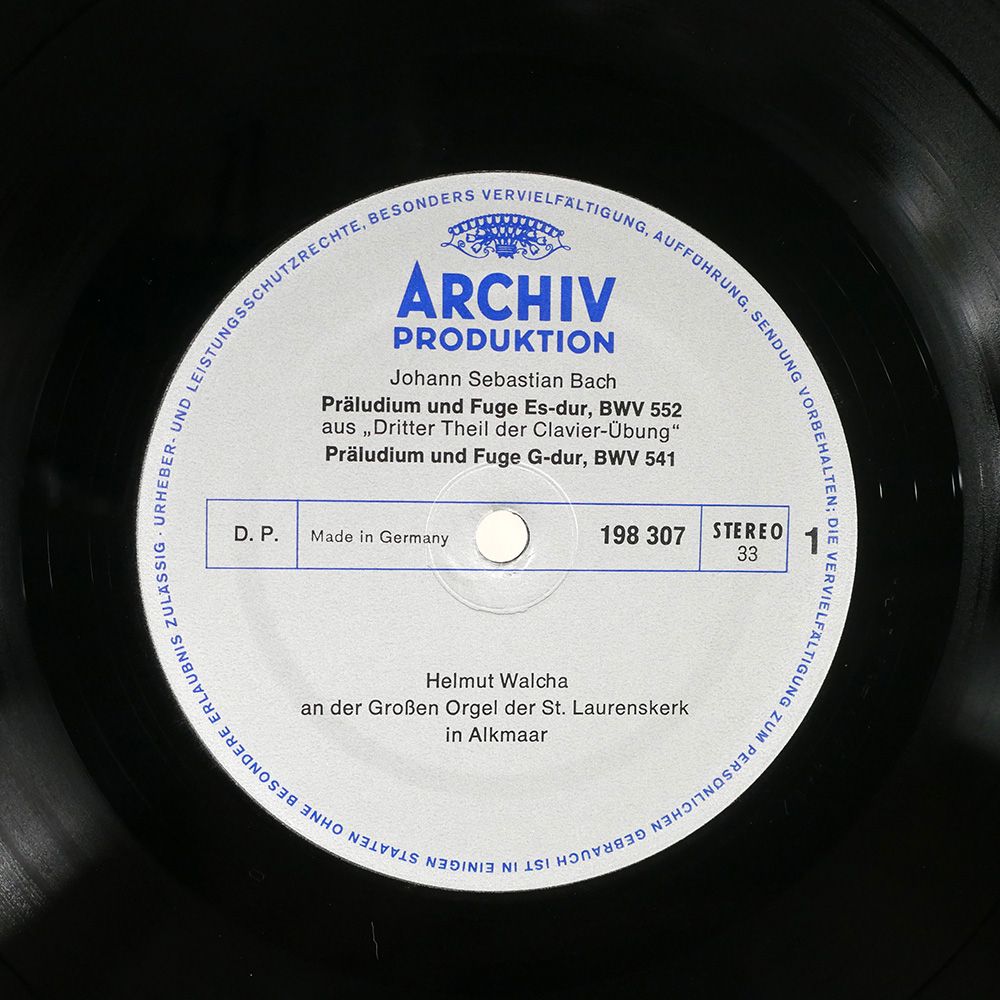 ARCHIV
PRODUKTION
Johann Sebastian Bach
Präludium und Fuge Es-dur, BWV 552
aus „Dritter Theil der Clavier-Übung“
Präludium und Fuge G-dur, BWV 541
D. P. Made in Germany 198 307 STEREO 33 1
Helmut Walcha
an der Großen Orgel der St. Laurenskerk
in Alkmaar
· URHEBER- UND LEISTUNGSSCHUTZRECHTE, BESONDERS VERVIELFÄLTIGUNG, AUFFÜHRUNG, SENDUNG VORBEHALTEN; DIE VERVIELFÄLTIGUNG ZUM PERSÖNLICHEN GEBRAUCH IST IN EINIGEN STAATEN OHNE BESONDERE ERLAUBNIS ZULÄSSIG